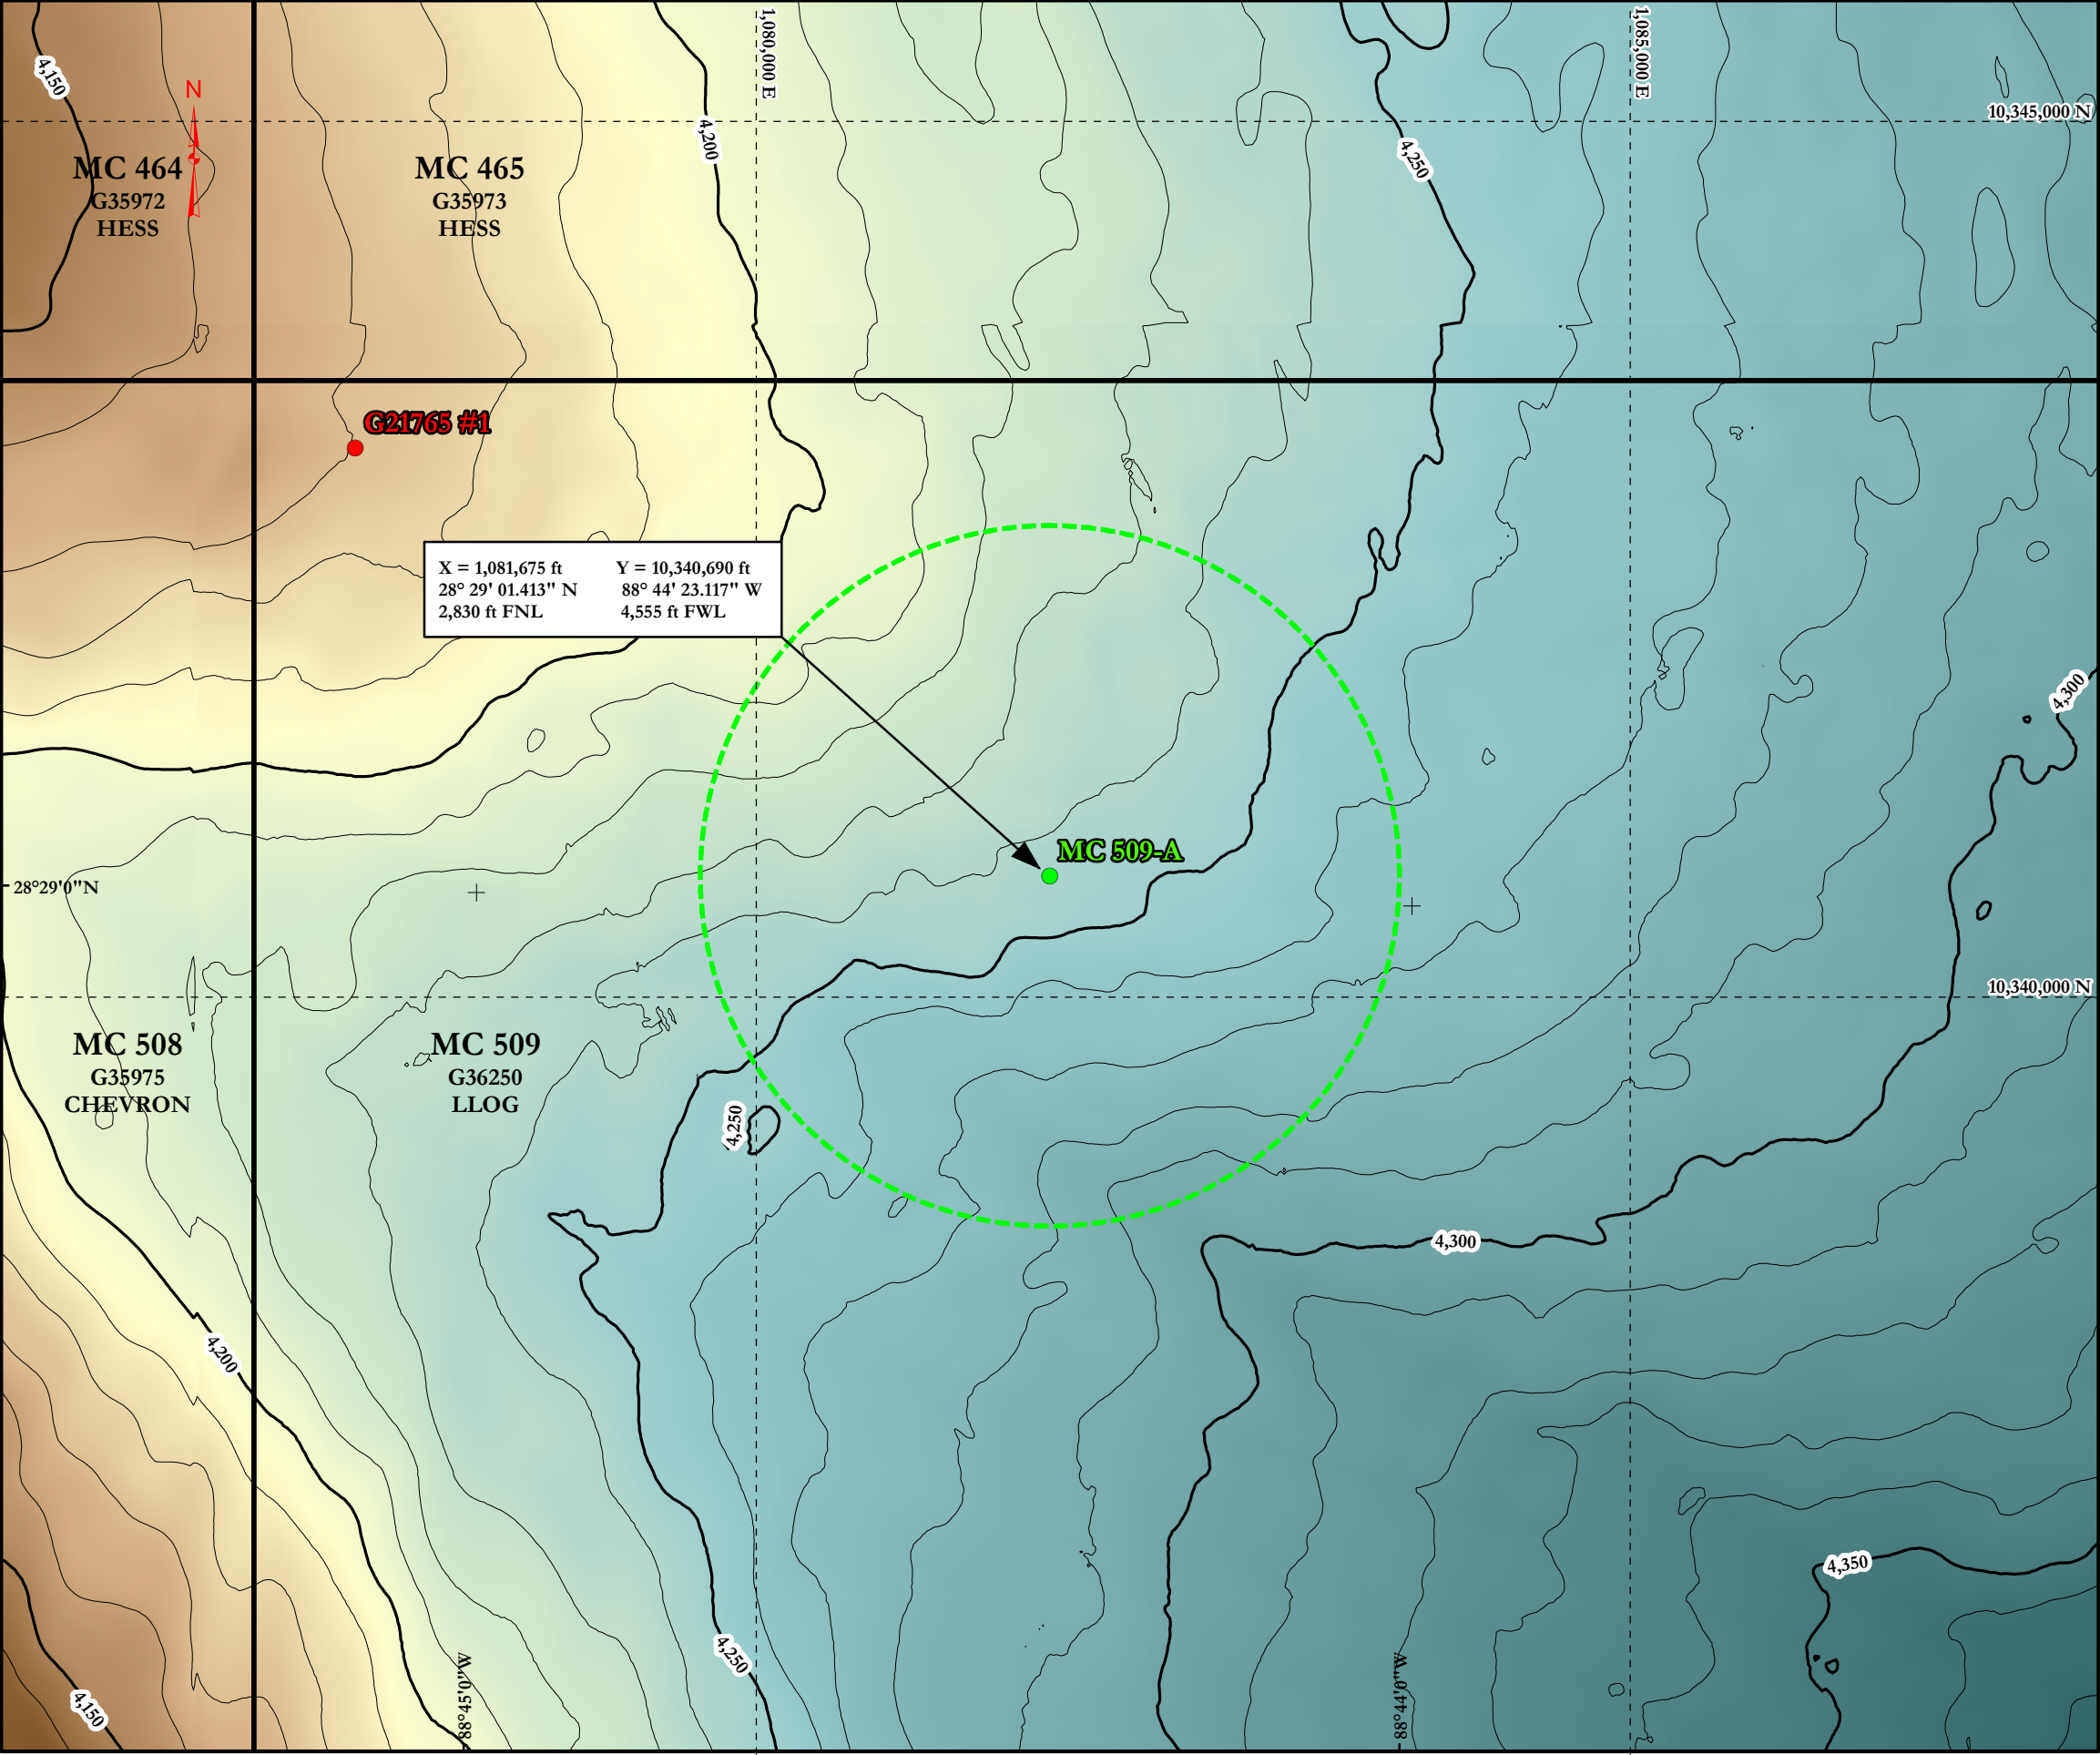 4,150
N
MC 464
G35972
HESS
MC 465
G35973
HESS
4,200
1,080,000 E
4,250
1,085,000 E
10,345,000 N
G21765 #1
X = 1,081,675 ft Y = 10,340,690 ft
28° 29' 01.413" N 88° 44' 23.117" W
2,830 ft FNL 4,555 ft FWL
4,300
MC 509-A
28°29'0"N
10,340,000 N
MC 508
G35975
CHEVRON
MC 509
G36250
LLOG
4,250
4,300
4,200
4,350
4,150
88°45'0"W
4,250
88°44'0"W